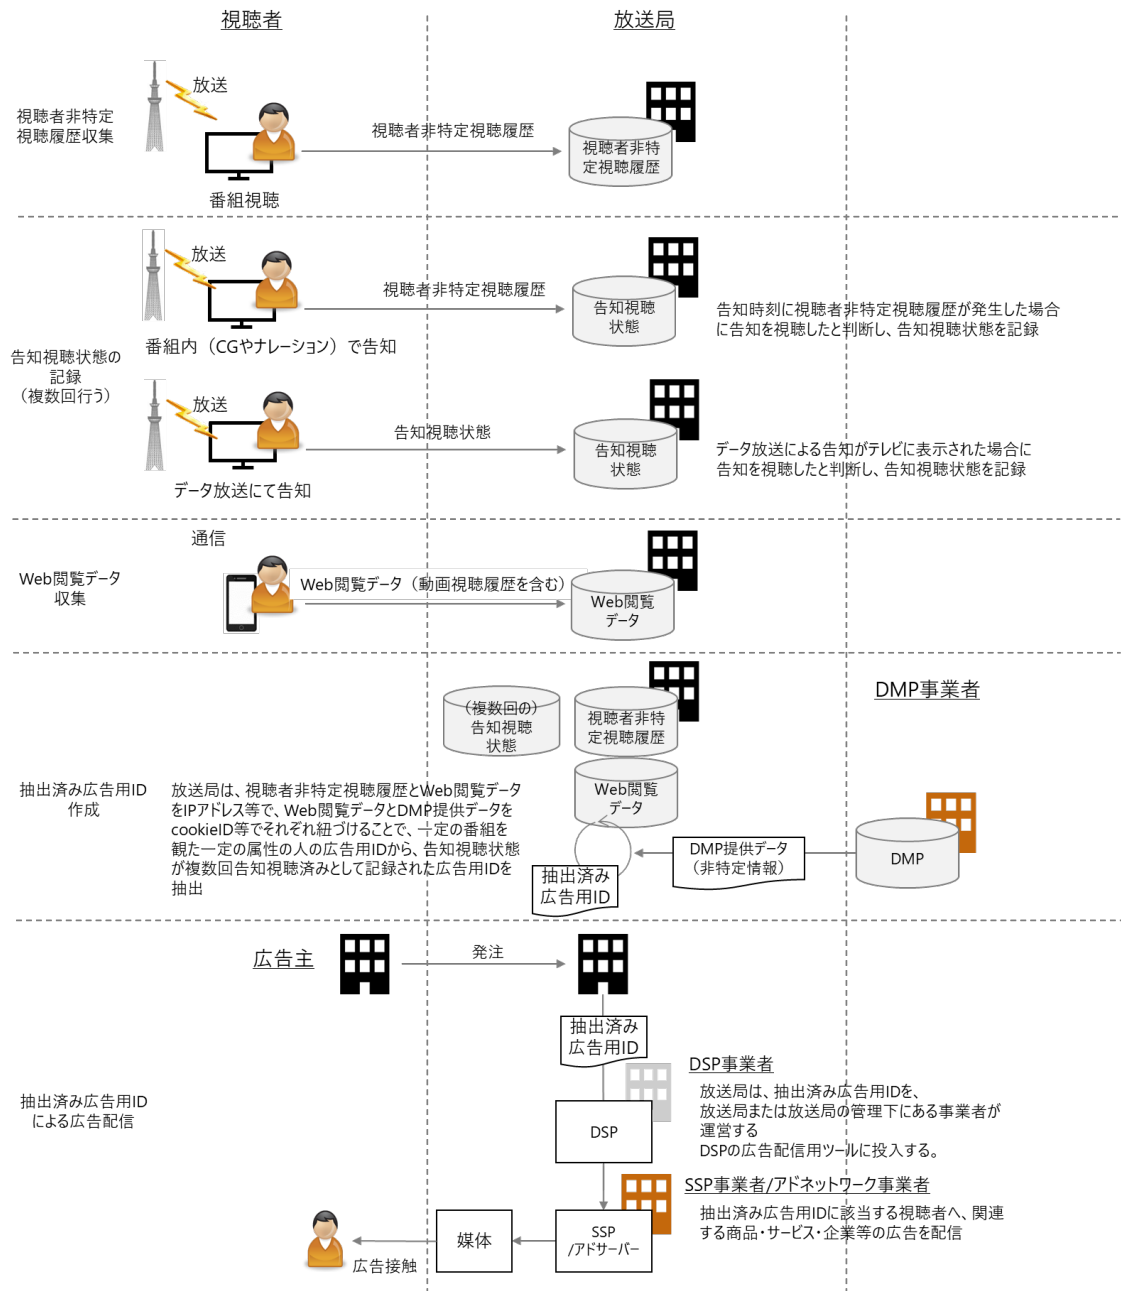 視聴者
放送局
視聴者非特定
視聴履歴収集
放送
番組視聴
視聴者非特定視聴履歴
視聴者非特
定視聴履歴
告知視聴状態の
記録
（複数回行う）
放送
番組内（CGやナレーション）で告知
視聴者非特定視聴履歴
告知視聴
状態
告知時刻に視聴者非特定視聴履歴が発生した場合
に告知を視聴したと判断し、告知視聴状態を記録
放送
データ放送にて告知
告知視聴状態
告知視聴
状態
データ放送による告知がテレビに表示された場合に
告知を視聴したと判断し、告知視聴状態を記録
Web閲覧データ
収集
通信
Web閲覧データ（動画視聴履歴を含む）
Web閲覧
データ
DMP事業者
抽出済み広告用ID
作成
放送局は、視聴者非特定視聴履歴とWeb閲覧データ
をIPアドレス等で、Web閲覧データとDMP提供データを
cookieID等でそれぞれ紐づけることで、一定の番組を
観た一定の属性の人の広告用IDから、告知視聴状態
が複数回告知視聴済みとして記録された広告用IDを
抽出
（複数回の）
告知視聴
状態
視聴者非特
定視聴履歴
Web閲覧
データ
抽出済み
広告用ID
DMP提供データ
（非特定情報）
DMP
抽出済み広告用ID
による広告配信
広告主
発注
抽出済み
広告用ID
DSP事業者
放送局は、抽出済み広告用IDを、
放送局または放送局の管理下にある事業者が
運営する
DSPの広告配信用ツールに投入する。
DSP
SSP事業者/アドネットワーク事業者
抽出済み広告用IDに該当する視聴者へ、関連
する商品・サービス・企業等の広告を配信
SSP
/アドサーバー
媒体
広告接触